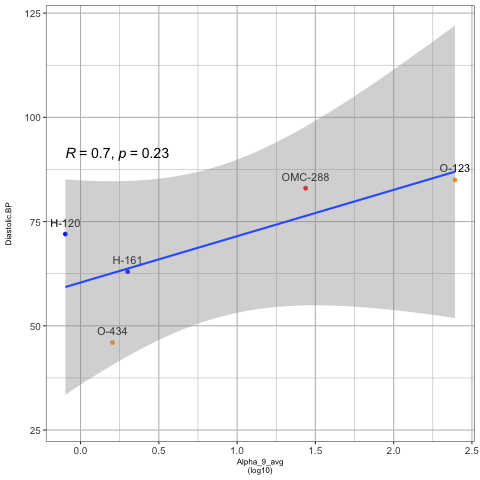 125
100
R = 0.7, p = 0.23
O-123
OMC-288
75
H-120
H-161
50
O-434
25
Diastolic.BP
0.0 0.5 1.0 1.5 2.0 2.5
Alpha_9_avg
(log10)